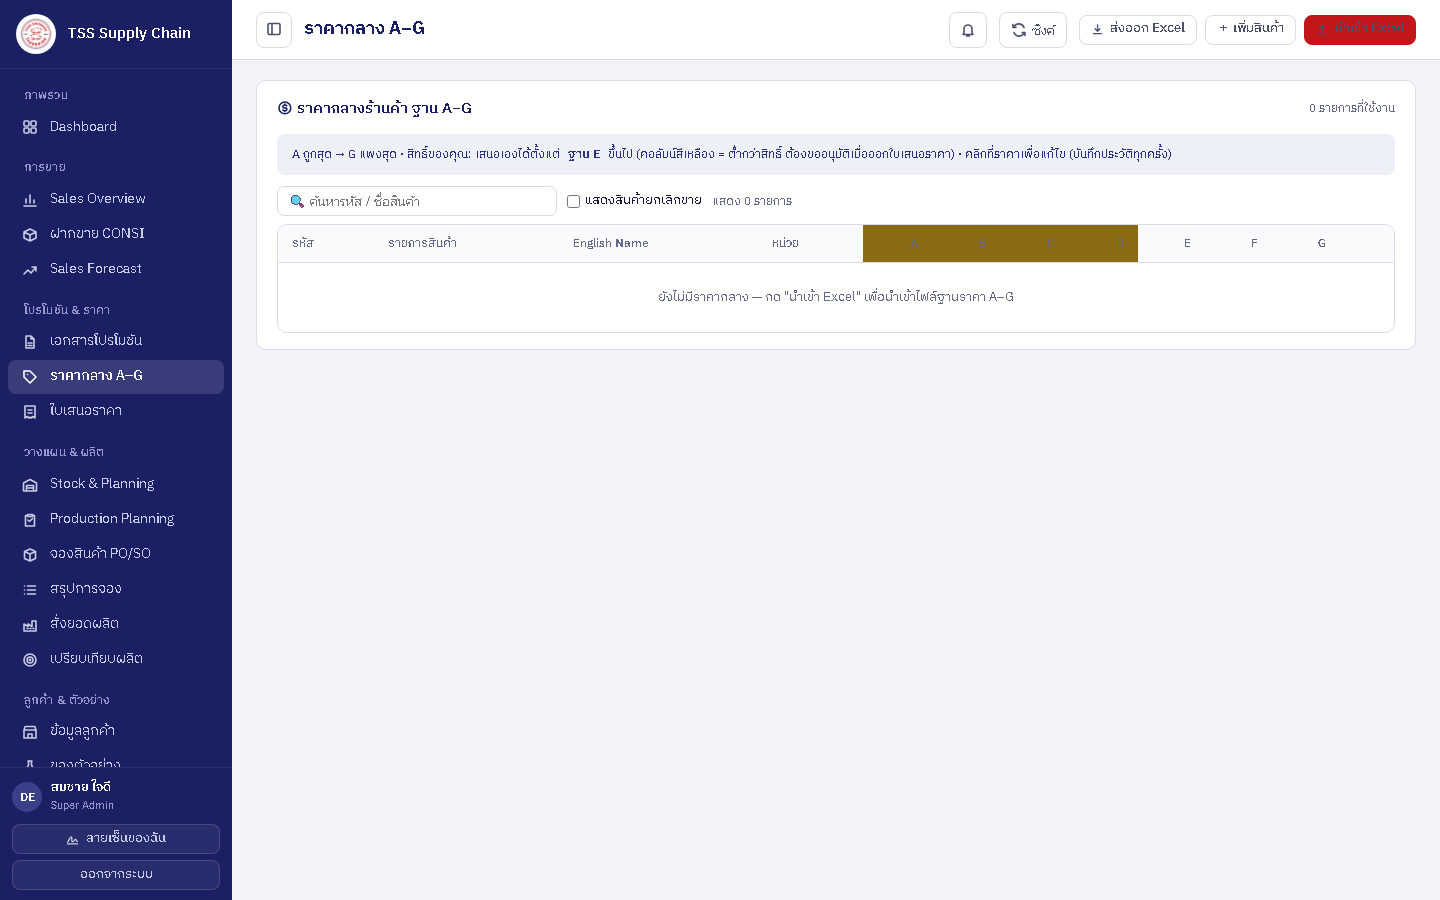 TSS Supply Chain
ภาพรวม
Dashboard
การขาย
Sales Overview
ฝากขาย CONSI
Sales Forecast
โปรโมชัน & ราคา
เอกสารโปรโมชัน
ราคากลาง A–G
ใบเสนอราคา
วางแผน & ผลิต
Stock & Planning
Production Planning
จองสินค้า PO/SO
สรุปการจอง
สั่งยอดผลิต
เปรียบเทียบผลิต
ลูกค้า & ตัวอย่าง
ข้อมูลลูกค้า
ของตัวอย่าง
DE
สมชาย ใจดี
Super Admin
ลายเซ็นของฉัน
ออกจากระบบ
ราคากลาง A–G
ซิงค์
ส่งออก Excel
+ เพิ่มสินค้า
นำเข้า Excel
ราคากลางร้านค้า ฐาน A–G
0 รายการที่ใช้งาน
A ถูกสุด → G แพงสุด · สิทธิ์ของคุณ: เสนอเองได้ตั้งแต่ ฐาน E ขึ้นไป (คอลัมน์สีเหลือง = ต่ำกว่าสิทธิ์ ต้องขออนุมัติเมื่อออกใบเสนอราคา) · คลิกที่ราคาเพื่อแก้ไข (บันทึกประวัติทุกครั้ง)
ค้นหารหัส / ชื่อสินค้า
แสดงสินค้ายกเลิกขาย
แสดง 0 รายการ
รหัส รายการสินค้า English Name หน่วย A B C D E F G
ยังไม่มีราคากลาง — กด "นำเข้า Excel" เพื่อนำเข้าไฟล์ฐานราคา A–G